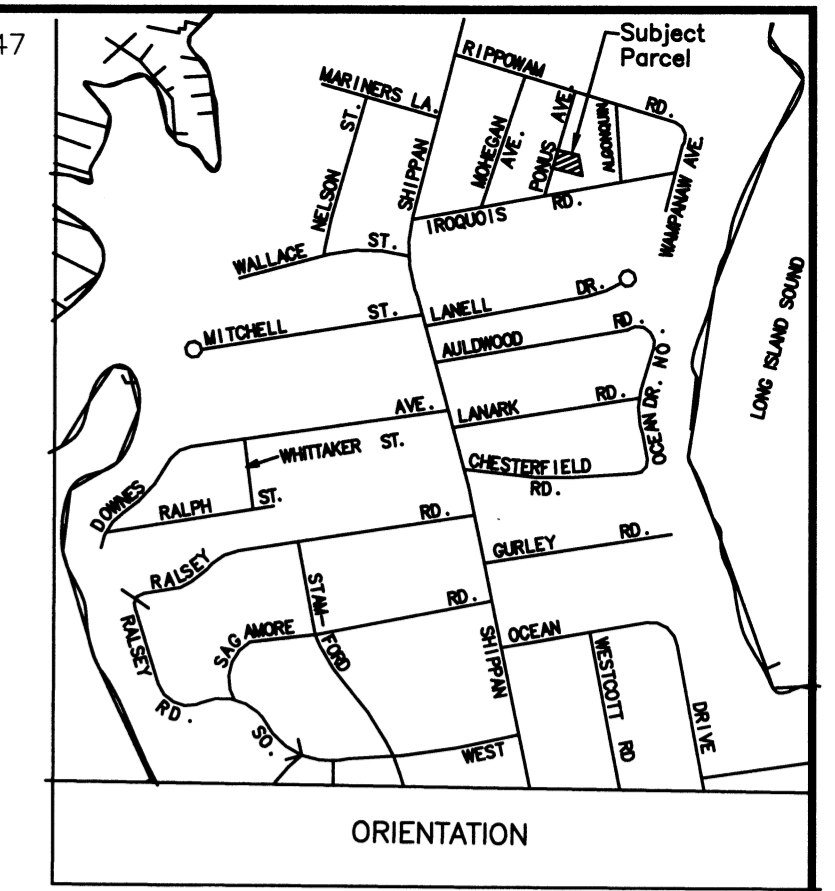 47
Subject
Parcel
RIPPOWAM
RD.
MARINERS LA.
NELSON
ST.
SHIPPAN
MOHEGAN
AVE.
PONUS
AVE.
ALGONQUIN
WAMPANAW AVE.
IROQUOIS
RD.
WALLACE
ST.
LONG ISLAND SOUND
LANELL
DR.
MITCHELL
ST.
AULDWOOD
RD.
OCEAN DR. NO.
LANARK
RD.
AVE.
DOWNES
WHITTAKER ST.
CHESTERFIELD
RD.
RALPH
ST.
RD.
GURLEY
RD.
RALSEY
STAM-
FORD
RALSEY
RD.
SO.
SAGAMORE
RD.
SHIPPAN
OCEAN
WESTCOTT
RD
DRIVE
WEST
ORIENTATION